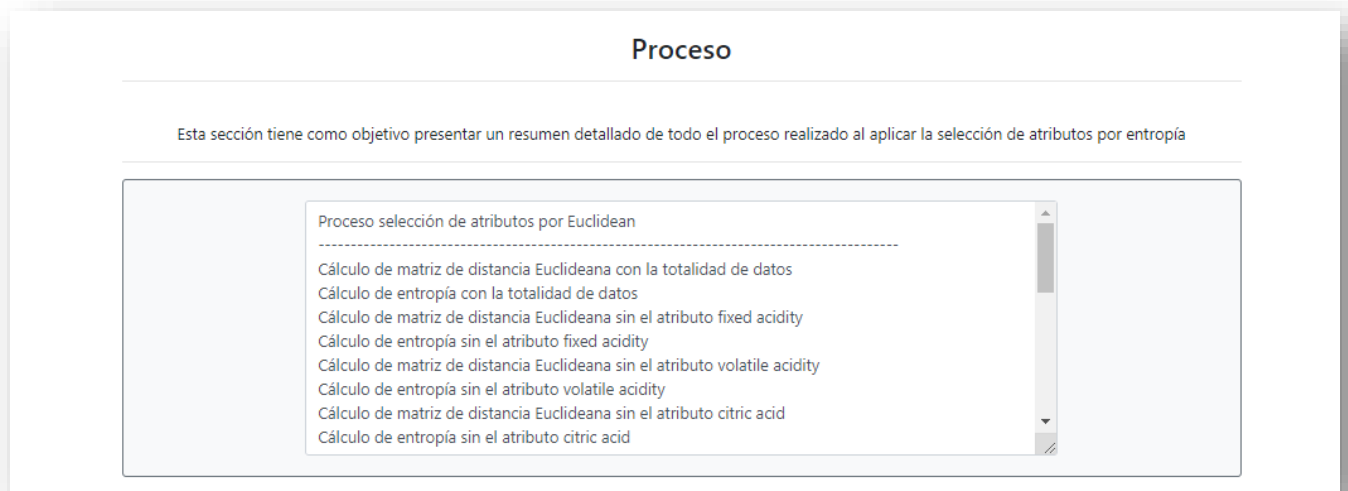 Proceso
Esta sección tiene como objetivo presentar un resumen detallado de todo el proceso realizado al aplicar la selección de atributos por entropía
Proceso selección de atributos por Euclidean
------------------------------------------------------------------------------------------
Cálculo de matriz de distancia Euclideana con la totalidad de datos
Cálculo de entropía con la totalidad de datos
Cálculo de matriz de distancia Euclideana sin el atributo fixed acidity
Cálculo de entropía sin el atributo fixed acidity
Cálculo de matriz de distancia Euclideana sin el atributo volatile acidity
Cálculo de entropía sin el atributo volatile acidity
Cálculo de matriz de distancia Euclideana sin el atributo citric acid
Cálculo de entropía sin el atributo citric acid